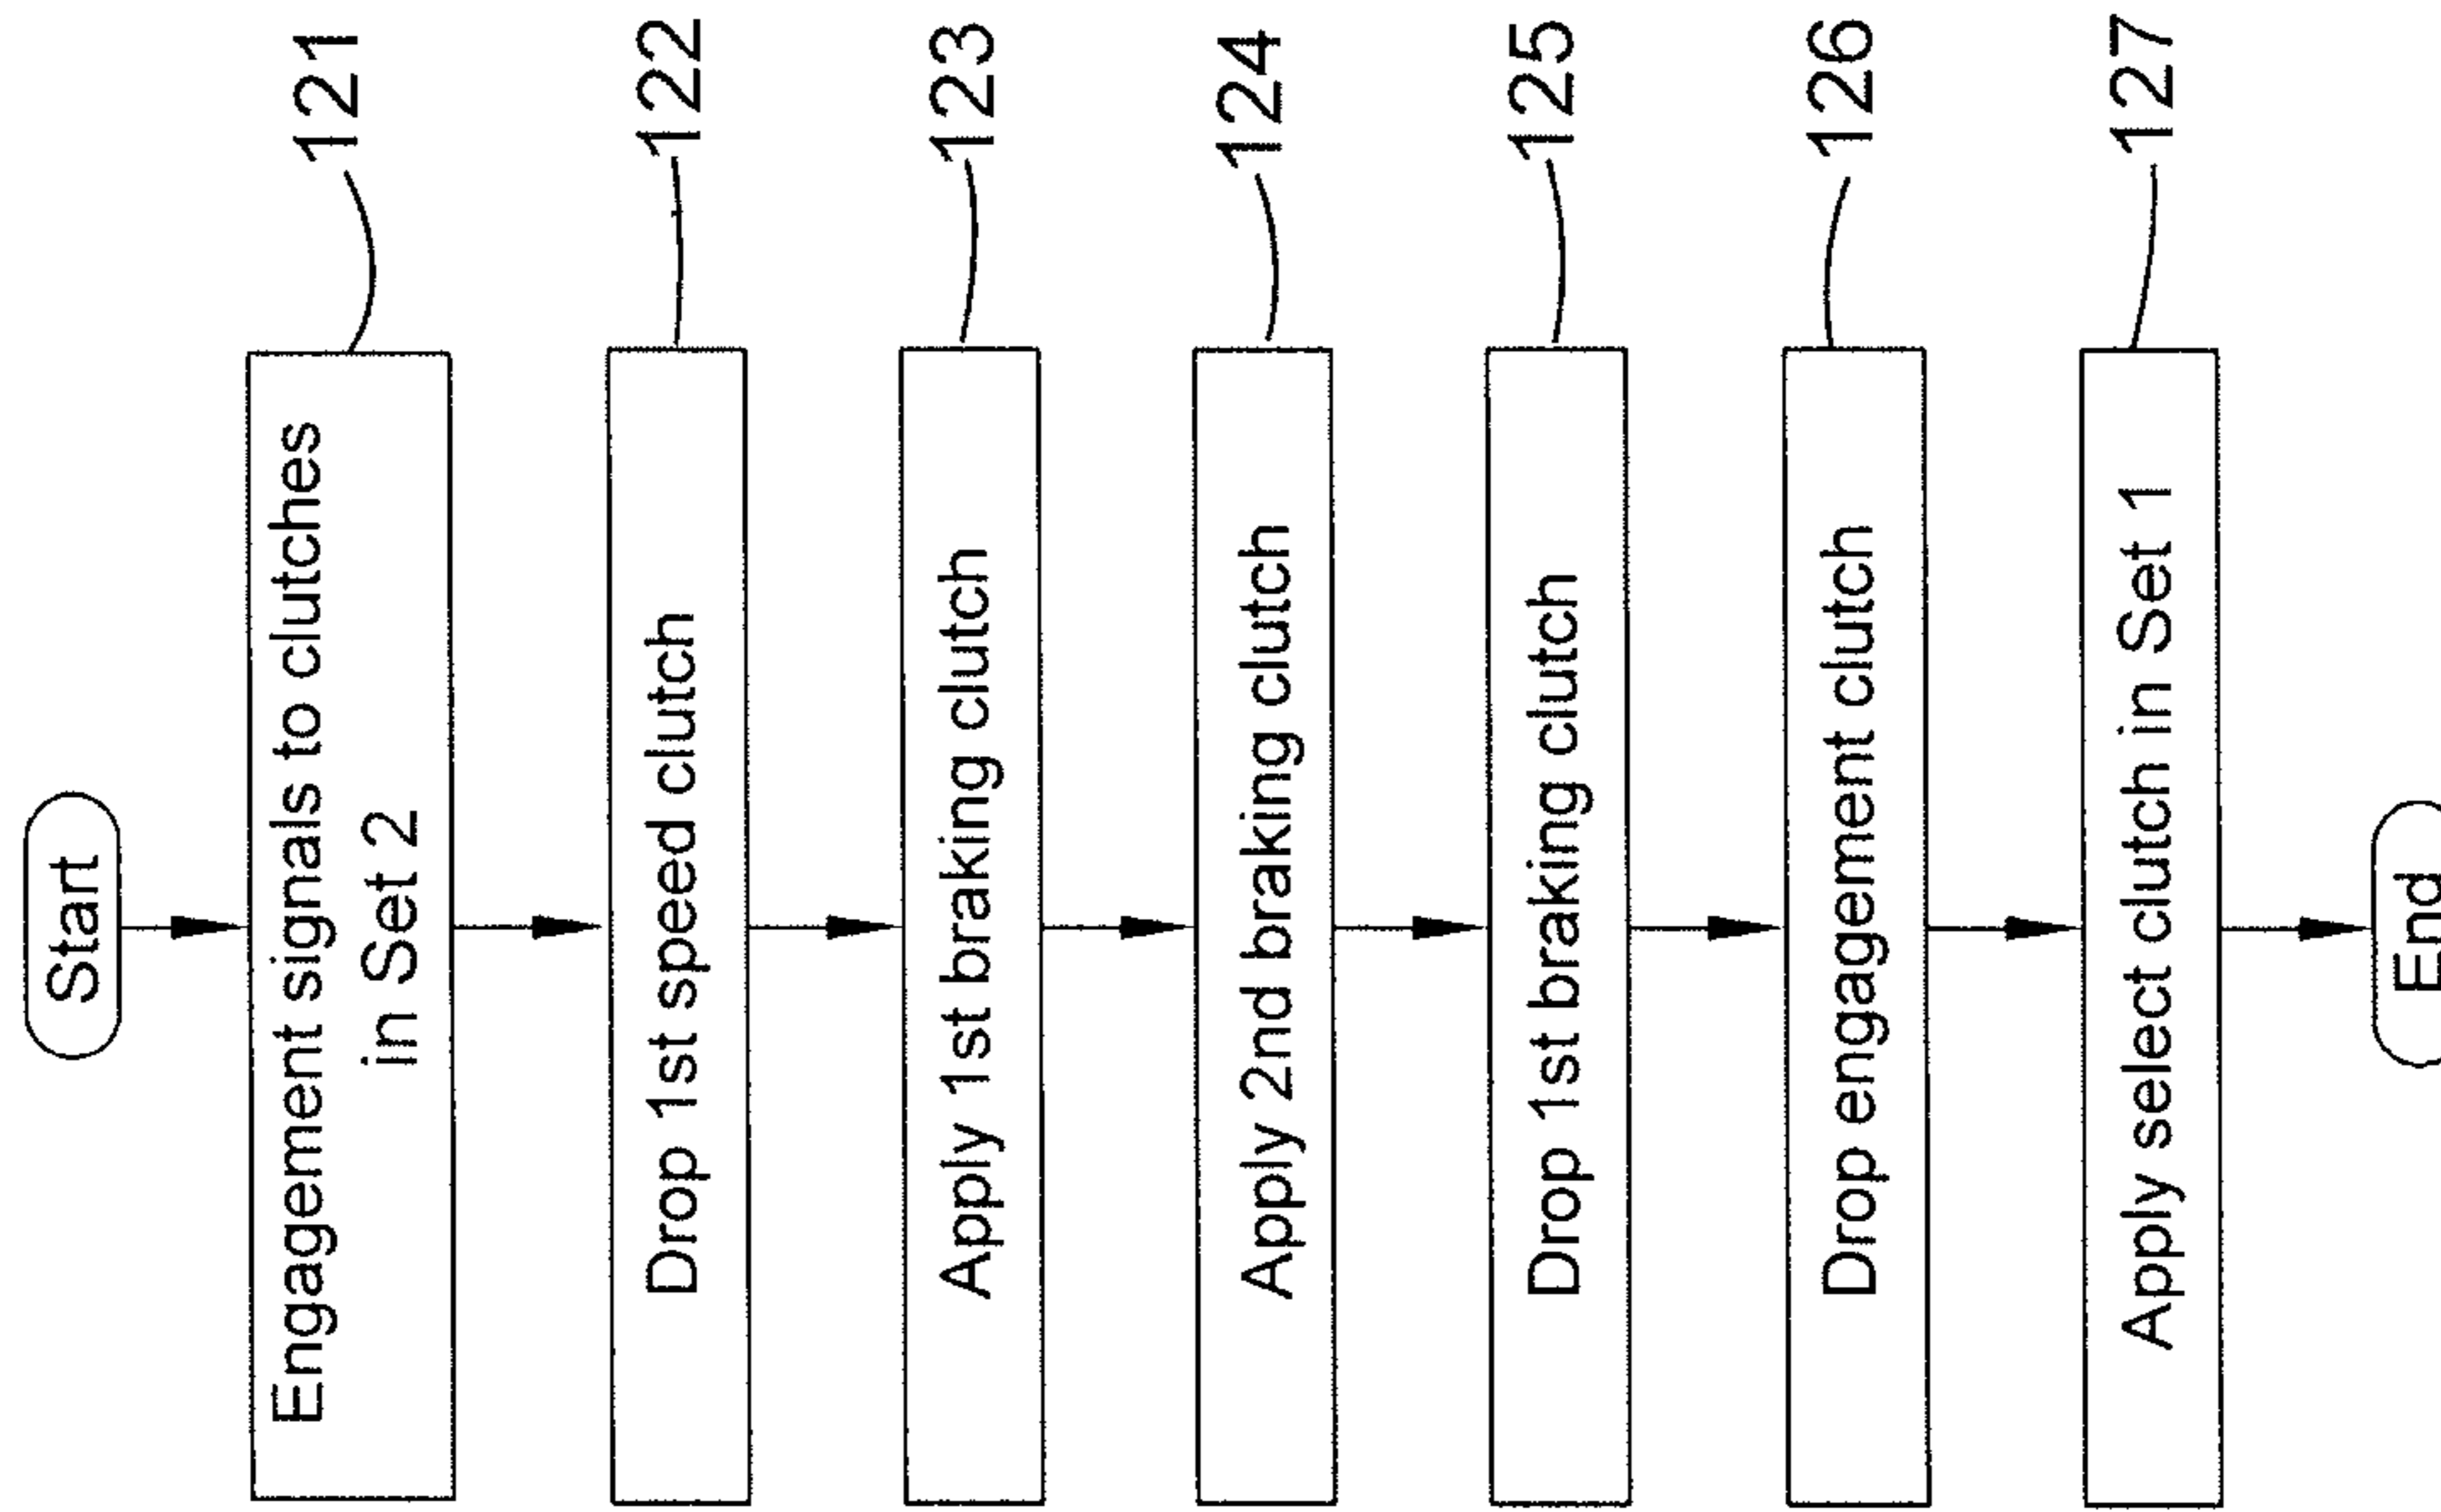 Start
Engagement signals to clutches
in Set 2
121
Drop 1st speed clutch
122
Apply 1st braking clutch
123
Apply 2nd braking clutch
124
Drop 1st braking clutch
125
Drop engagement clutch
126
Apply select clutch in Set 1
127
End